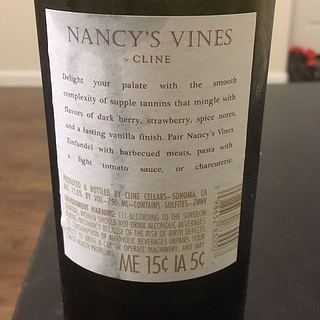 NANCY'S VINES
by CLINE
Delight your palate with the smooth
complexity of supple tannins that mingle with
flavors of dark berry, strawberry, spice notes,
and a lasting vanilla finish. Pair Nancy's Vines
Zinfandel with barbecued meats, pasta with
a light tomato sauce, or charcuterie.
PRODUCED & BOTTLED BY CLINE CELLARS–SONOMA, CA
ALC 15.0% BY VOL–750 ML–CONTAINS SULFITES–ZNNV
GOVERNMENT WARNING: (1) ACCORDING TO THE SURGEON
GENERAL, WOMEN SHOULD NOT DRINK ALCOHOLIC BEVERAGES
DURING PREGNANCY BECAUSE OF THE RISK OF BIRTH DEFECTS.
(2) CONSUMPTION OF ALCOHOLIC BEVERAGES IMPAIRS YOUR
ABILITY TO DRIVE A CAR OR OPERATE MACHINERY, AND MAY
CAUSE HEALTH PROBLEMS.
ME 15¢ IA 5¢